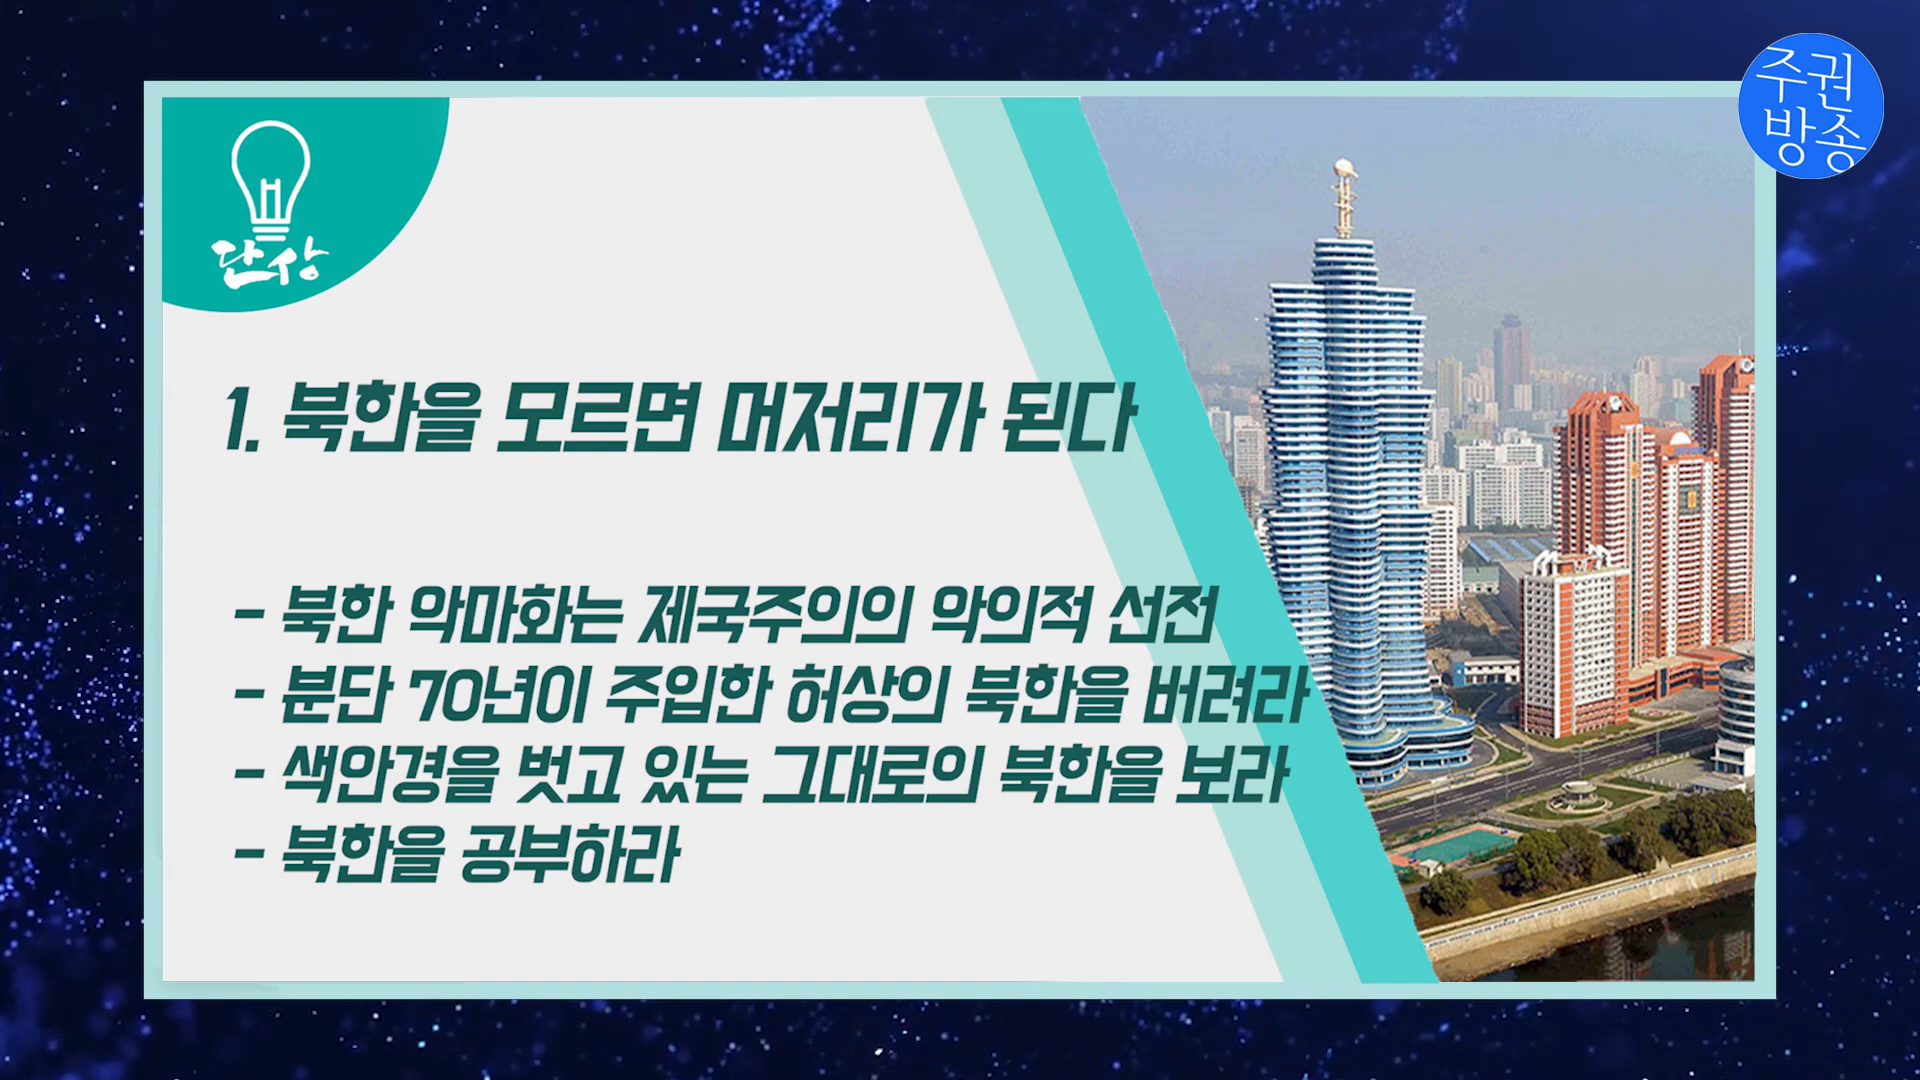 주권
방송
단상
1. 북한을 모르면 머저리가 된다
- 북한 악마화는 제국주의의 악의적 선전
- 분단 70년이 주입한 허상의 북한을 버려라
- 색안경을 벗고 있는 그대로의 북한을 보라
- 북한을 공부하라